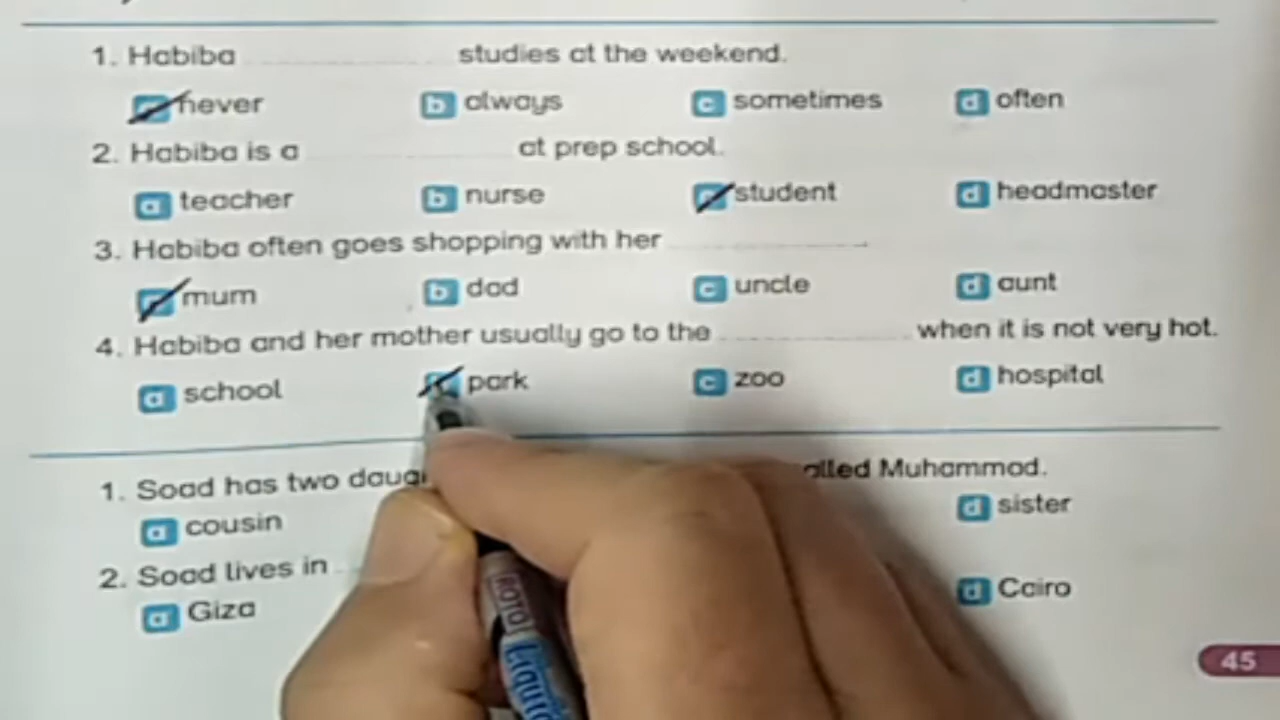 1. Habiba studies at the weekend.
never b always c sometimes d often
2. Habiba is a at prep school.
a teacher b nurse student d headmaster
3. Habiba often goes shopping with her
mum b dad c uncle d aunt
4. Habiba and her mother usually go to the when it is not very hot.
a school park c zoo d hospital
1. Soad has two Muhammad.
a cousin d sister
2. Soad lives in
a Giza d Cairo
ROTO
Liquid
45